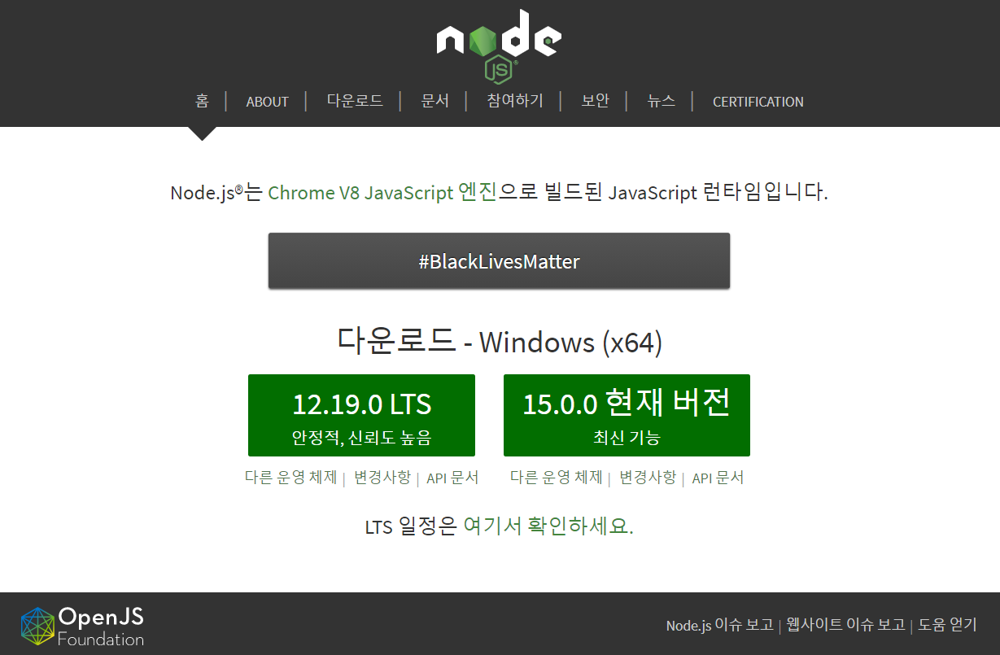 node
JS®
홈 | ABOUT | 다운로드 | 문서 | 참여하기 | 보안 | 뉴스 | CERTIFICATION
Node.js®는 Chrome V8 JavaScript 엔진으로 빌드된 JavaScript 런타임입니다.
#BlackLivesMatter
다운로드 - Windows (x64)
12.19.0 LTS
안정적, 신뢰도 높음
다른 운영 체제 | 변경사항 | API 문서
15.0.0 현재 버전
최신 기능
다른 운영 체제 | 변경사항 | API 문서
LTS 일정은 여기서 확인하세요.
OpenJS
Foundation
Node.js 이슈 보고 | 웹사이트 이슈 보고 | 도움 얻기